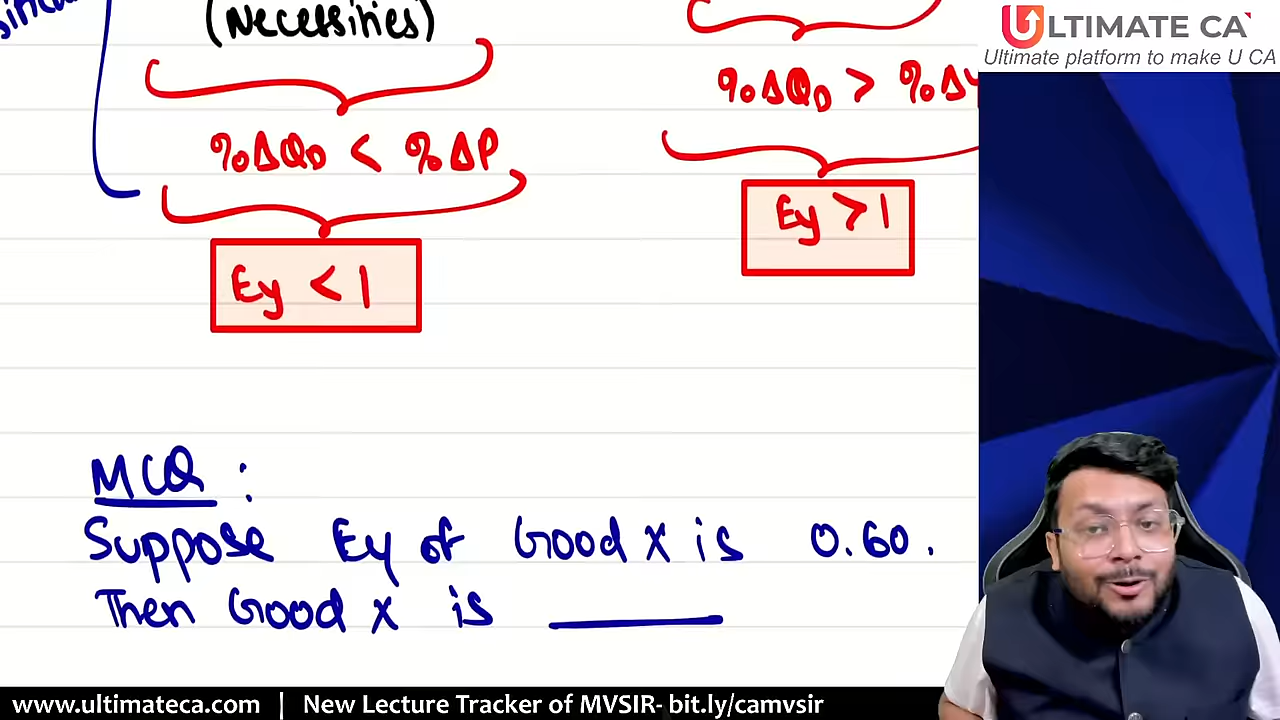 (Necessities)
%ΔQD < %ΔP
Ey < 1
%ΔQD > %Δ
Ey > 1
MCQ :
Suppose Ey of Good X is 0.60.
Then Good X is ______
ULTIMATE CA
Ultimate platform to make U CA
www.ultimateca.com | New Lecture Tracker of MVSIR- bit.ly/camvsir